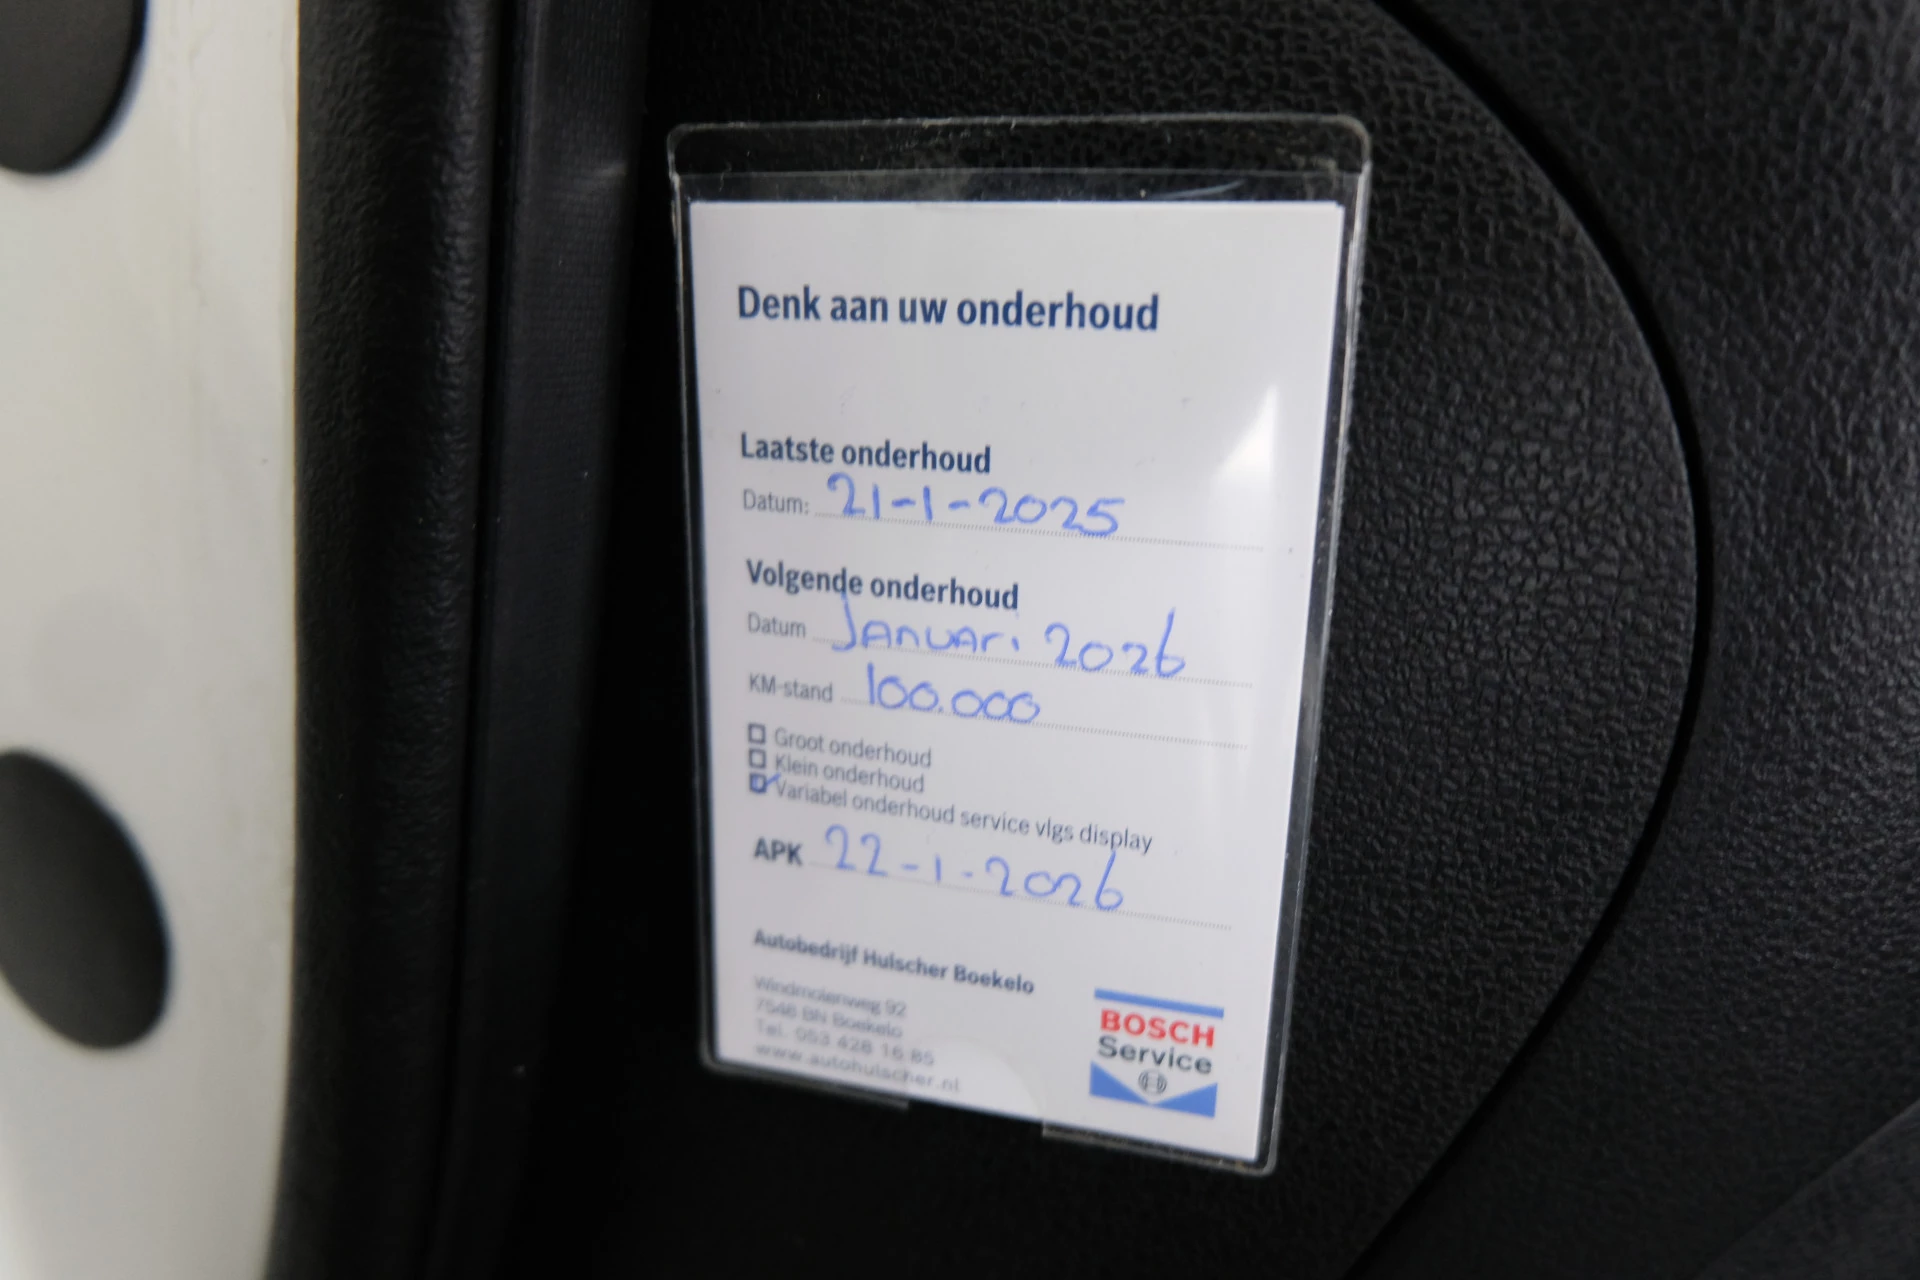 Denk aan uw onderhoud
Laatste onderhoud
Datum: 21-1-2025
Volgende onderhoud
Datum Januari 2026
KM-stand 100.000
Groot onderhoud
Klein onderhoud
Variabel onderhoud service vlgs display
APK 22-1-2026
Autobedrijf Hulscher Boekelo
Windmolenweg 92
7548 BN Boekelo
Tel. 053 428 16 85
www.autohulscher.nl
BOSCH
Service